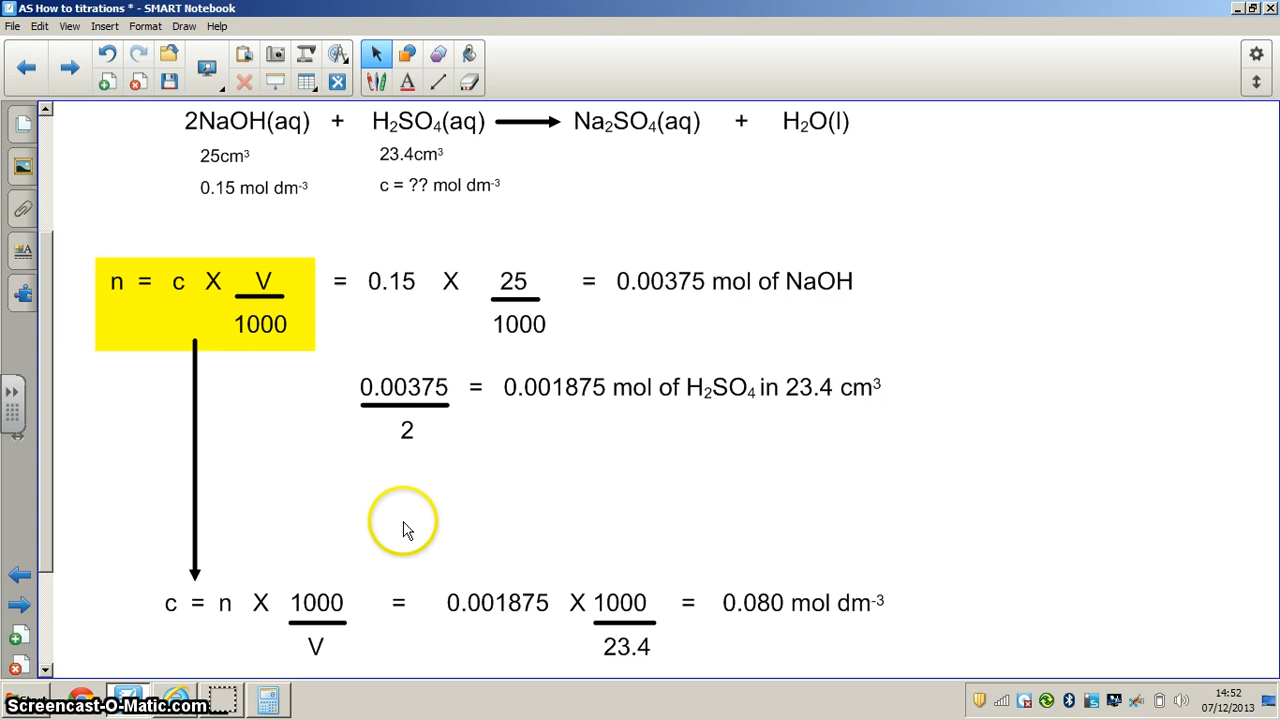 AS How to titrations * - SMART Notebook
File Edit View Insert Format Draw Help
2NaOH(aq) + H₂SO₄(aq) Na₂SO₄(aq) + H₂O(l)
25cm³ 23.4cm³
0.15 mol dm⁻³ c = ?? mol dm⁻³
n = c X V = 0.15 X 25 = 0.00375 mol of NaOH
1000 1000
0.00375 = 0.001875 mol of H₂SO₄ in 23.4 cm³
2
c = n X 1000 = 0.001875 X 1000 = 0.080 mol dm⁻³
V 23.4
Screencast-O-Matic.com
14:52
07/12/2013